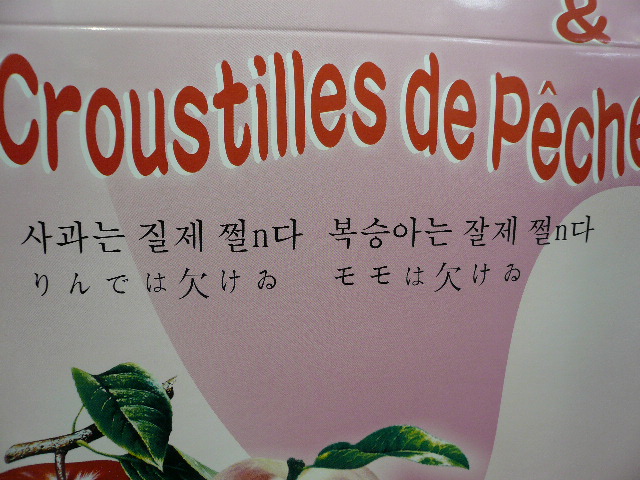 &
Croustilles de Pêche
사과는 질제 쩔n다 복숭아는 잘제 쩔n다
りんでは欠けゐ モモは欠けゐ